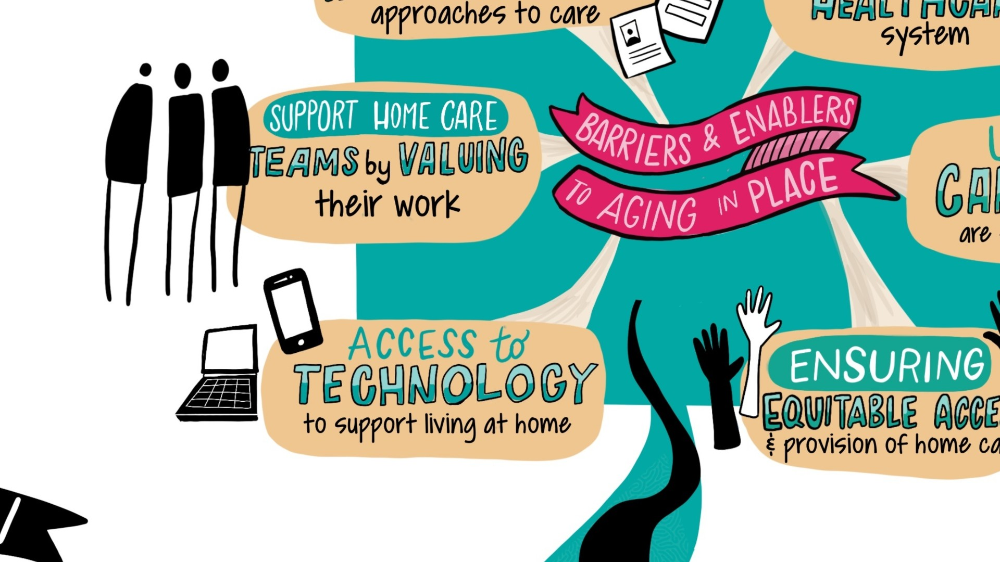 approaches to care
system
SUPPORT HOME CARE
TEAMS by VALUING
their work
BARRIERS & ENABLERS
TO AGING IN PLACE
are
ACCESS to
TECHNOLOGY
to support living at home
ENSURING
EQUITABLE
& provision of home